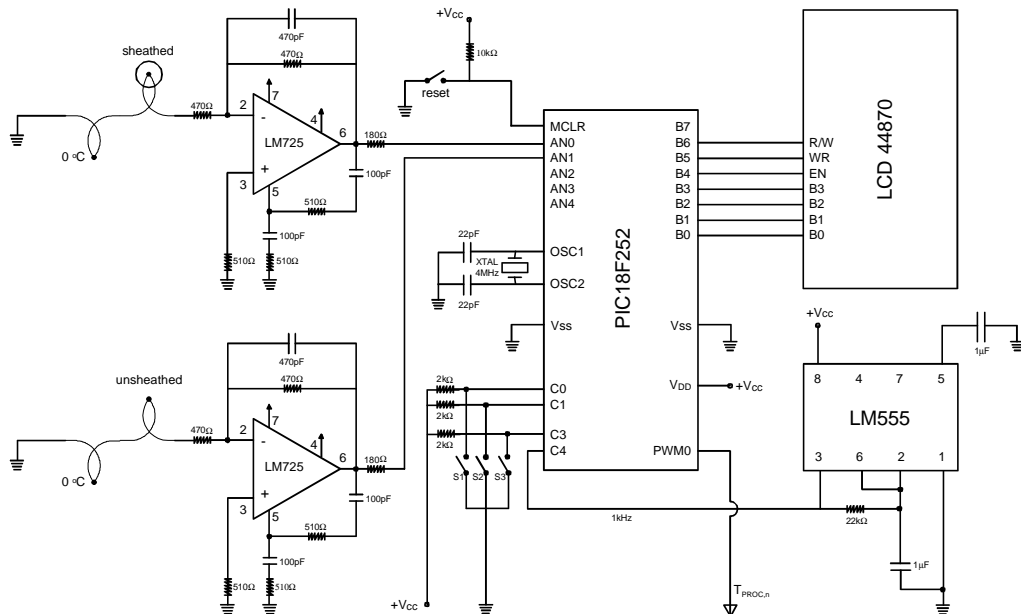 470pF
470Ω
sheathed
470Ω
0 ºC
2
-
7
4
6
LM725
+
3
5
180Ω
100pF
510Ω
100pF
510Ω
510Ω
+Vcc
10kΩ
reset
470pF
470Ω
unsheathed
470Ω
0 ºC
2
-
7
4
6
LM725
+
3
5
180Ω
100pF
510Ω
100pF
510Ω
510Ω
PIC18F252
MCLR
AN0
AN1
AN2
AN3
AN4
OSC1
OSC2
Vss
C0
C1
C3
C4
B7
B6
B5
B4
B3
B2
B1
B0
Vss
VDD
PWM0
22pF
XTAL
4MHz
22pF
2kΩ
2kΩ
2kΩ
S1
S2
S3
+Vcc
+Vcc
1kHz
TPROC,n
LCD 44870
R/W
WR
EN
B3
B2
B1
B0
+Vcc
1µF
8
4
7
5
LM555
3
6
2
1
22kΩ
1µF